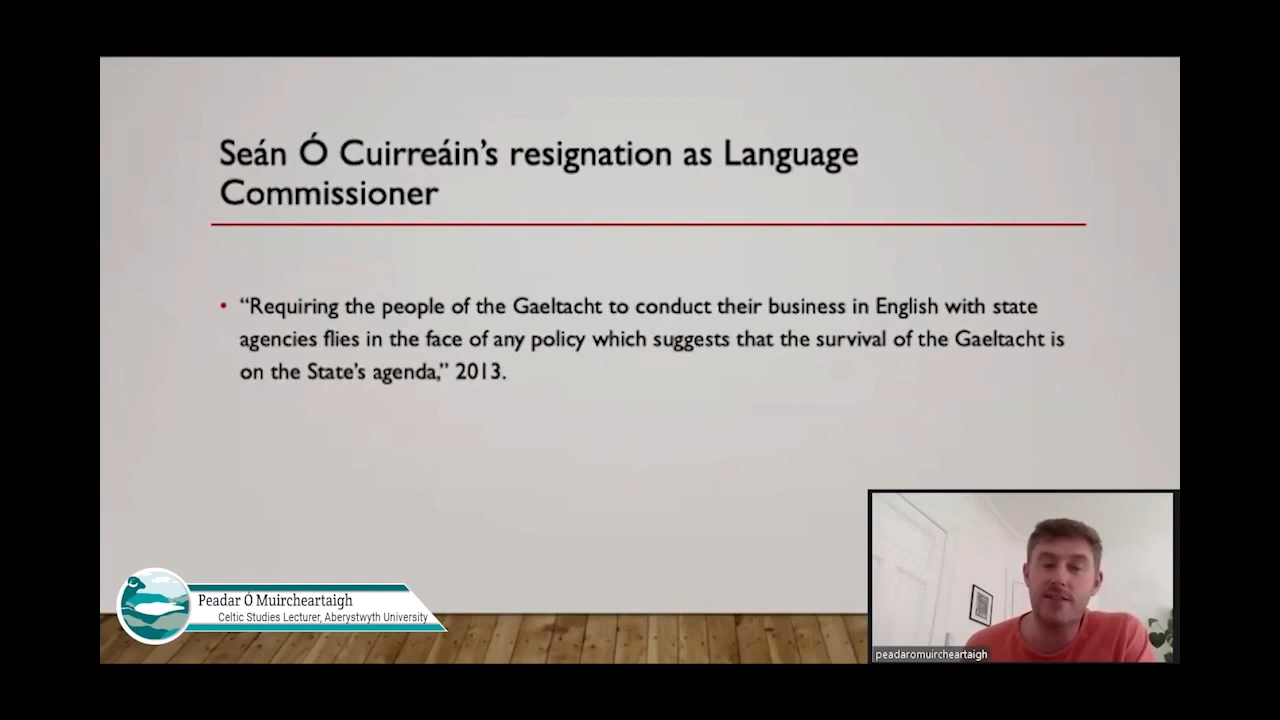 Seán Ó Cuirreáin’s resignation as Language
Commissioner
• “Requiring the people of the Gaeltacht to conduct their business in English with state
agencies flies in the face of any policy which suggests that the survival of the Gaeltacht is
on the State’s agenda,” 2013.
Peadar Ó Muircheartaigh
Celtic Studies Lecturer, Aberystwyth University
peadaromuircheartaigh